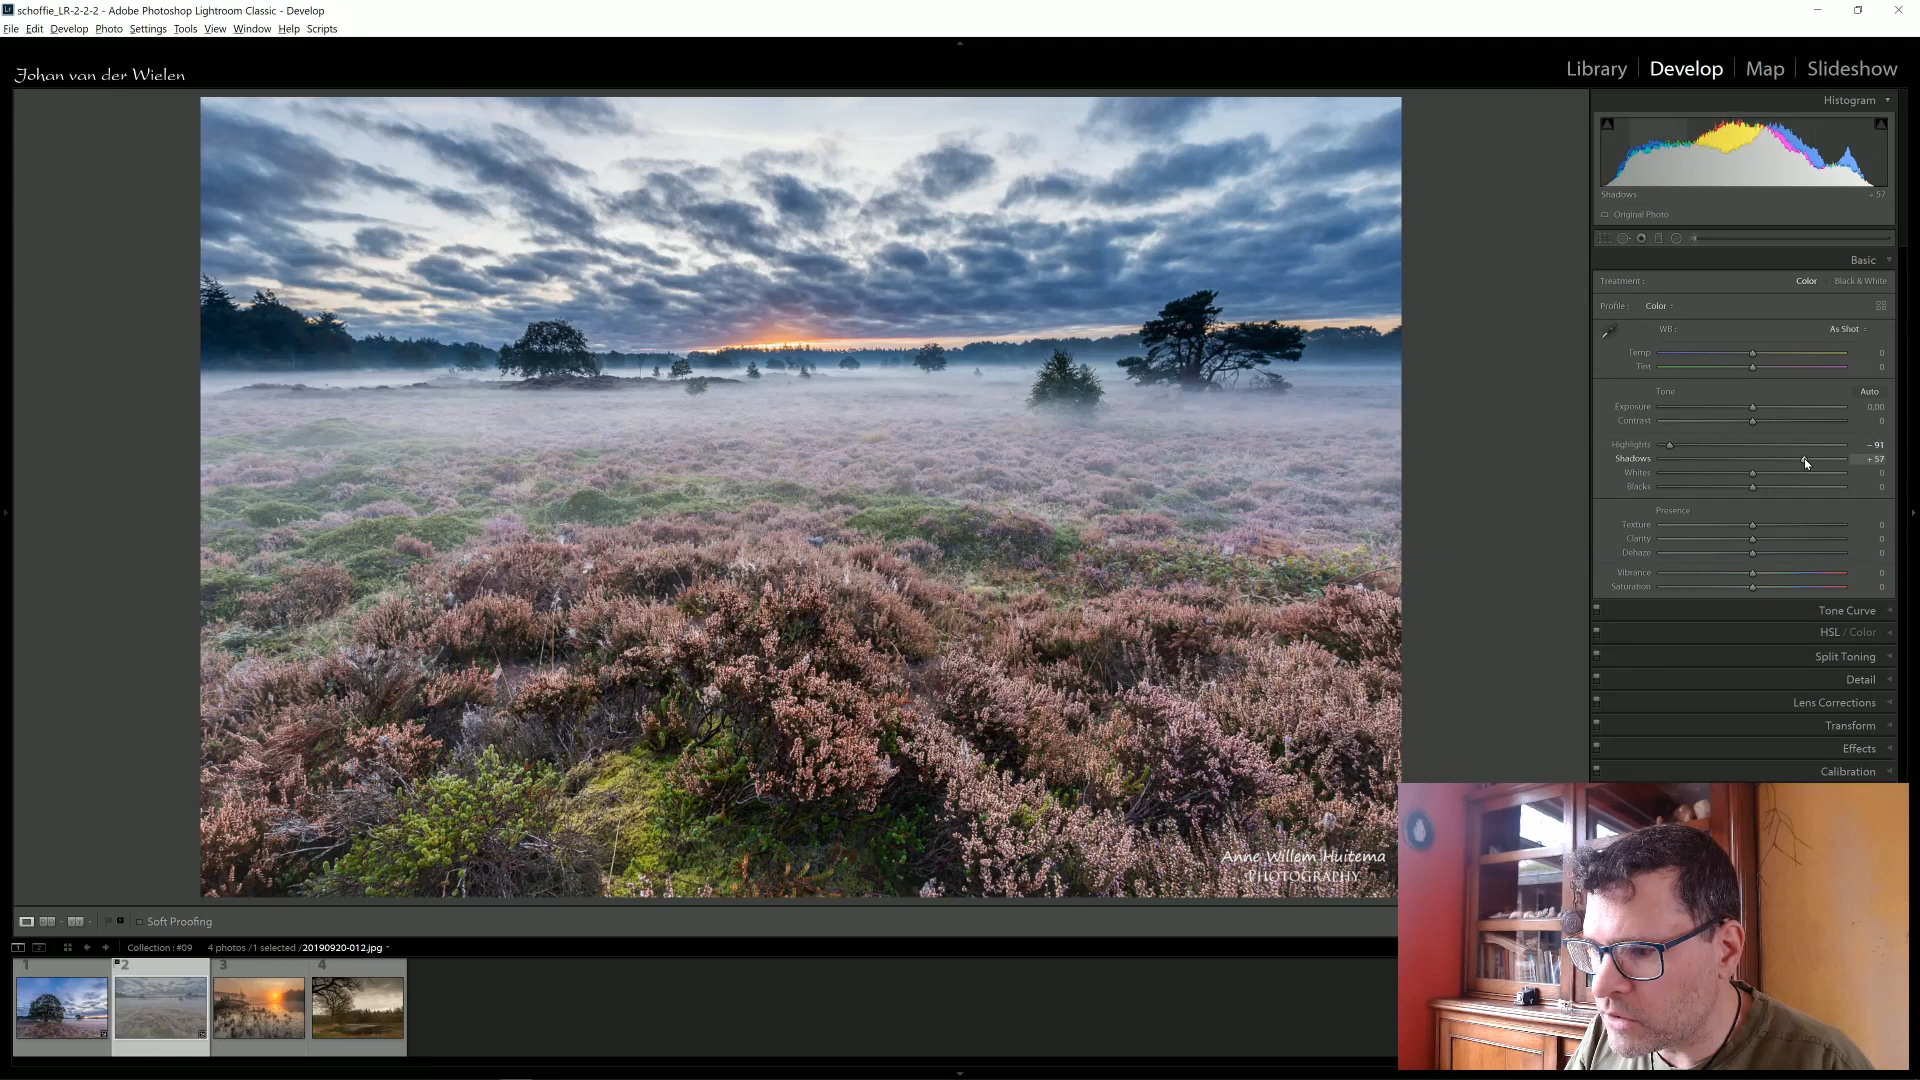 schoffie_LR-2-2-2 - Adobe Photoshop Lightroom Classic - Develop
File Edit Develop Photo Settings Tools View Window Help Scripts
Johan van der Wielen
Library Develop Map Slideshow
Histogram
Shadows + 57
Original Photo
Basic
Treatment : Color Black & White
Profile : Color
WB : As Shot
Temp 0
Tint 0
Tone Auto
Exposure 0,00
Contrast 0
Highlights − 91
Shadows + 57
Whites 0
Blacks 0
Presence
Texture 0
Clarity 0
Dehaze 0
Vibrance 0
Saturation 0
Tone Curve
HSL / Color
Split Toning
Detail
Lens Corrections
Transform
Effects
Calibration
Anne Willem Huitema
PHOTOGRAPHY
Soft Proofing
1 2 Collection : #09 4 photos / 1 selected / 20190920-012.jpg
1 2 3 4